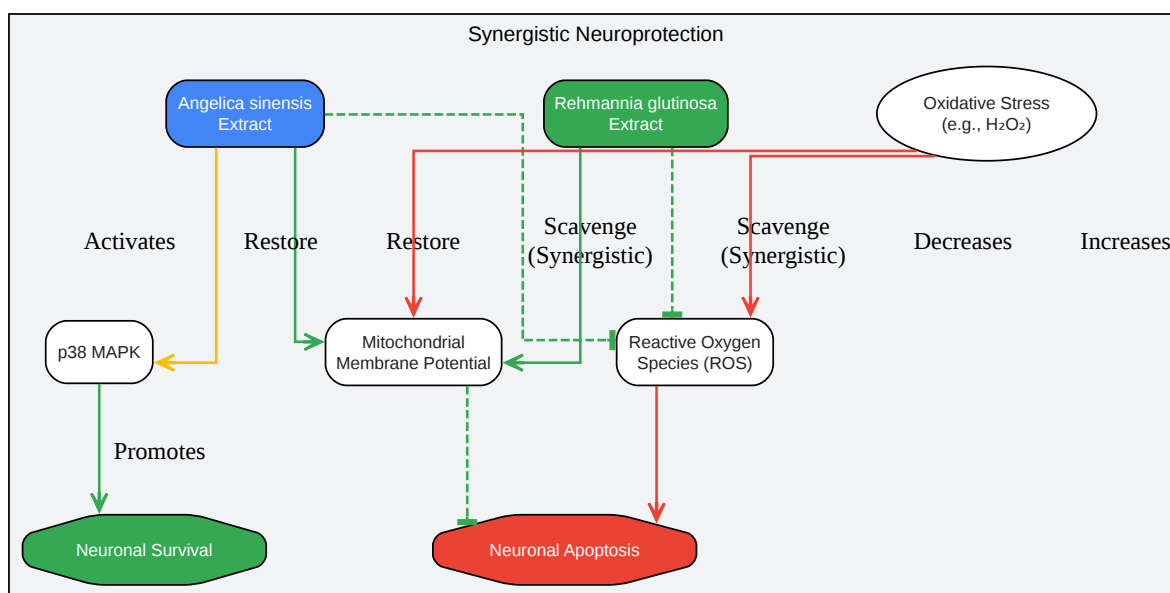 Synergistic Neuroprotection
Angelica sinensis
Extract
Rehmannia glutinosa
Extract
Oxidative Stress
(e.g., H₂O₂)
Activates
Restore
Restore
Scavenge
(Synergistic)
Scavenge
(Synergistic)
Decreases
Increases
p38 MAPK
Mitochondrial
Membrane Potential
Reactive Oxygen
Species (ROS)
Promotes
Neuronal Survival
Neuronal Apoptosis